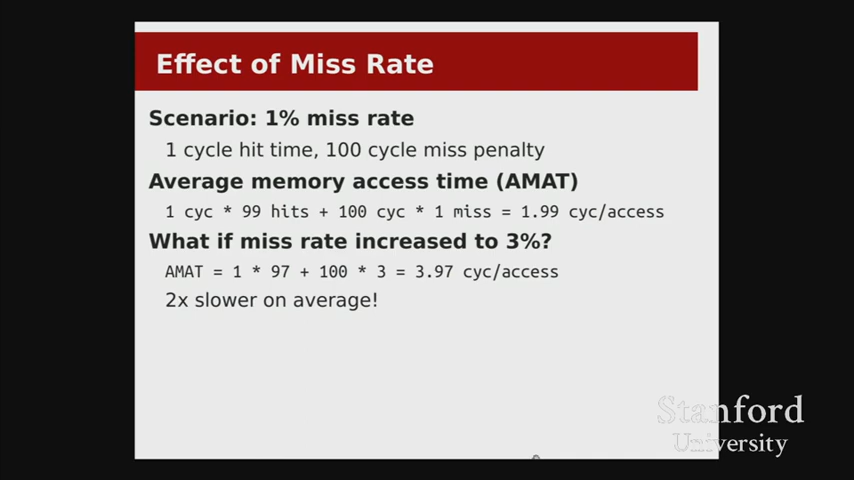 Effect of Miss Rate
Scenario: 1% miss rate
1 cycle hit time, 100 cycle miss penalty
Average memory access time (AMAT)
1 cyc * 99 hits + 100 cyc * 1 miss = 1.99 cyc/access
What if miss rate increased to 3%?
AMAT = 1 * 97 + 100 * 3 = 3.97 cyc/access
2x slower on average!
Stanford
University